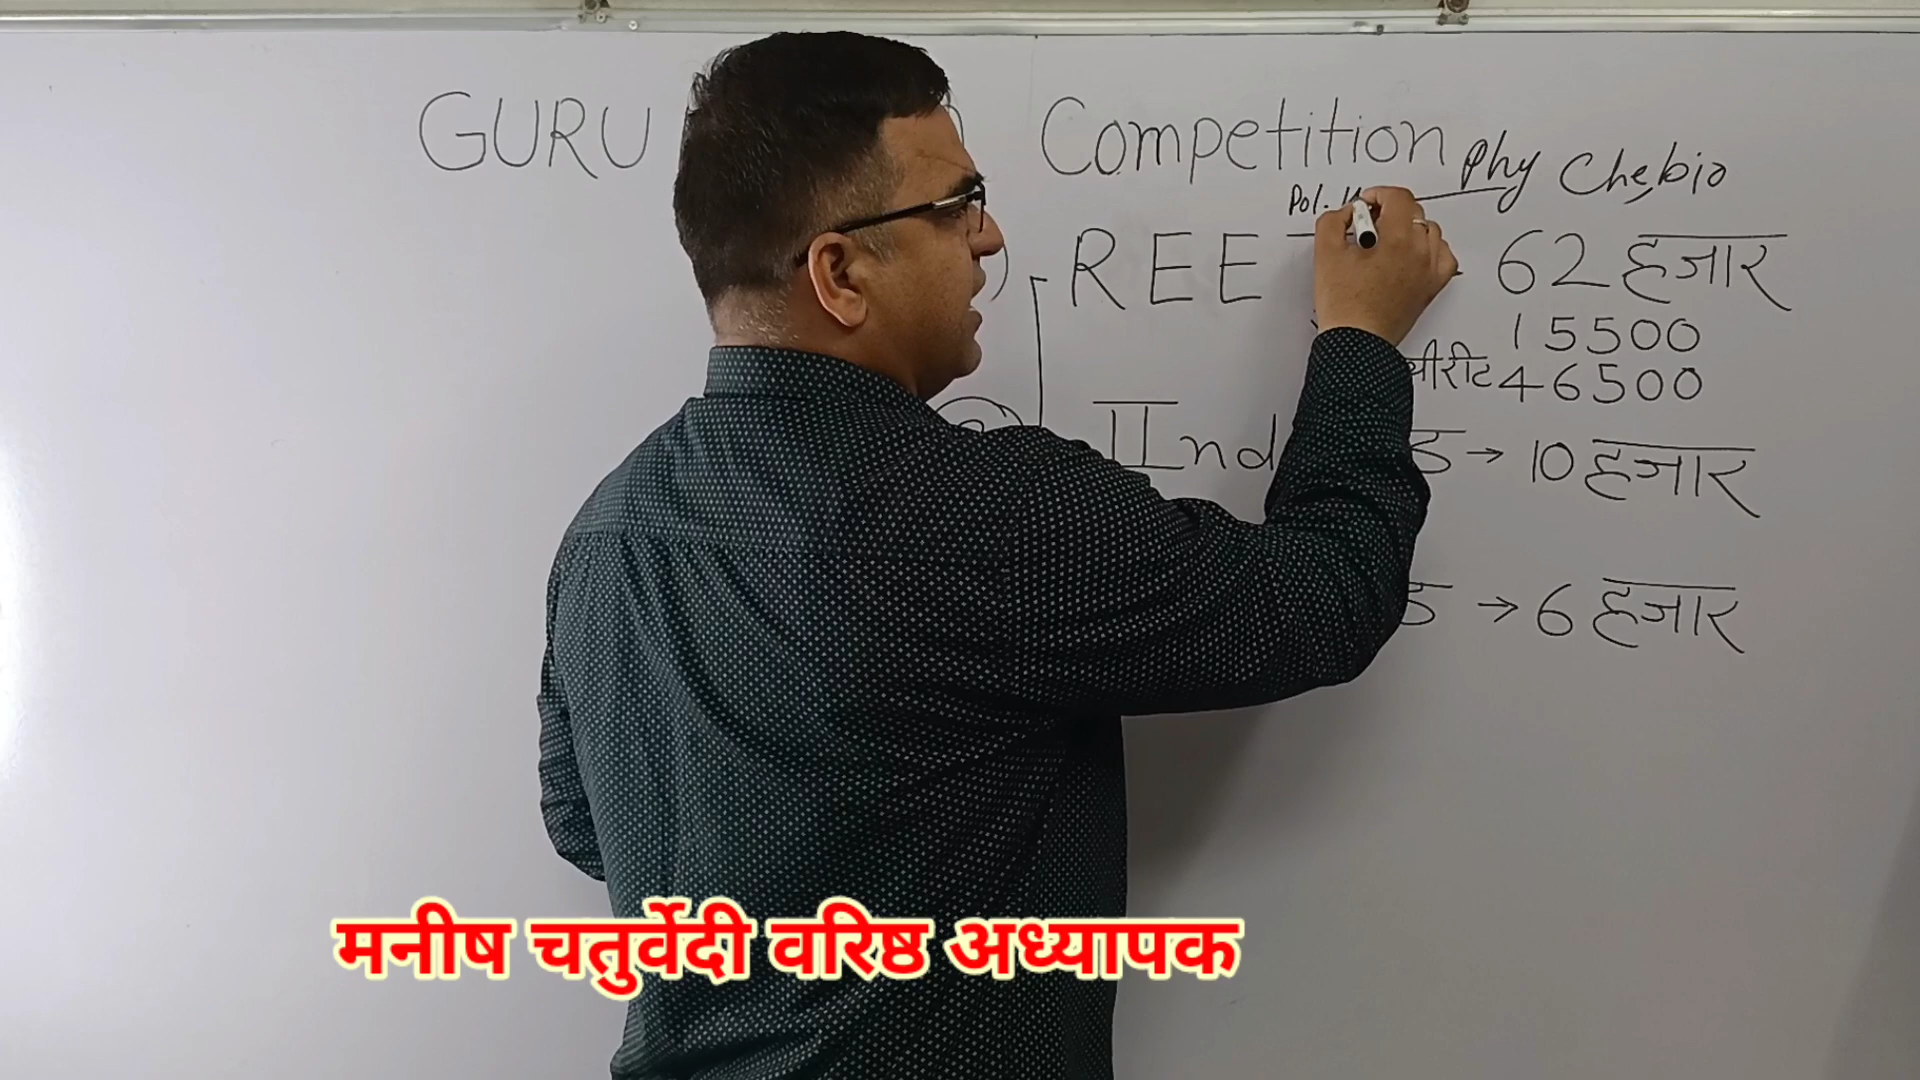 GURU Competition
Phy Che, bio
Pol.
REE 62 हजार
15500
46500
IInd → 10 हजार
→ 6 हजार
मनीष चतुर्वेदी वरिष्ठ अध्यापक